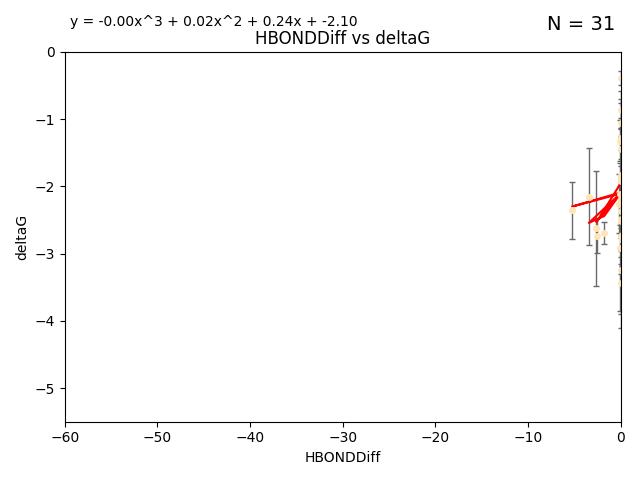 y = -0.00x^3 + 0.02x^2 + 0.24x + -2.10
N = 31
HBONDDiff vs deltaG
0
−1
−2
−3
−4
−5
deltaG
−60
−50
−40
−30
−20
−10
0
HBONDDiff